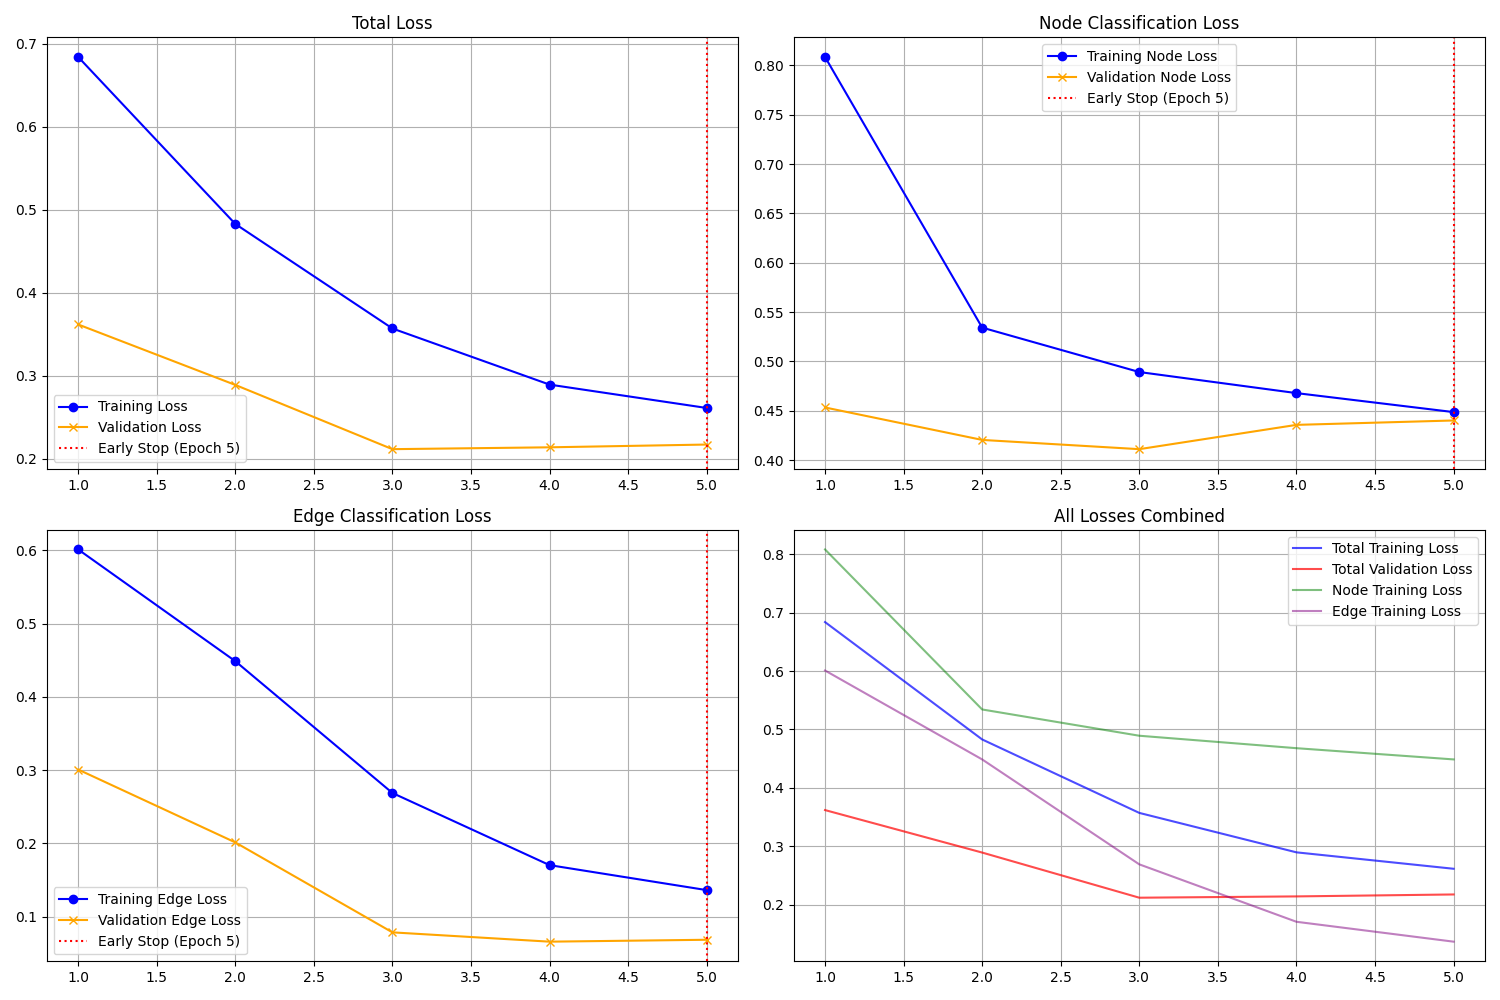 Total Loss
0.7
0.6
0.5
0.4
0.3
0.2
Training Loss
Validation Loss
Early Stop (Epoch 5)
1.0 1.5 2.0 2.5 3.0 3.5 4.0 4.5 5.0
Node Classification Loss
0.80
0.75
0.70
0.65
0.60
0.55
0.50
0.45
0.40
Training Node Loss
Validation Node Loss
Early Stop (Epoch 5)
1.0 1.5 2.0 2.5 3.0 3.5 4.0 4.5 5.0
Edge Classification Loss
0.6
0.5
0.4
0.3
0.2
0.1
Training Edge Loss
Validation Edge Loss
Early Stop (Epoch 5)
1.0 1.5 2.0 2.5 3.0 3.5 4.0 4.5 5.0
All Losses Combined
0.8
0.7
0.6
0.5
0.4
0.3
0.2
Total Training Loss
Total Validation Loss
Node Training Loss
Edge Training Loss
1.0 1.5 2.0 2.5 3.0 3.5 4.0 4.5 5.0